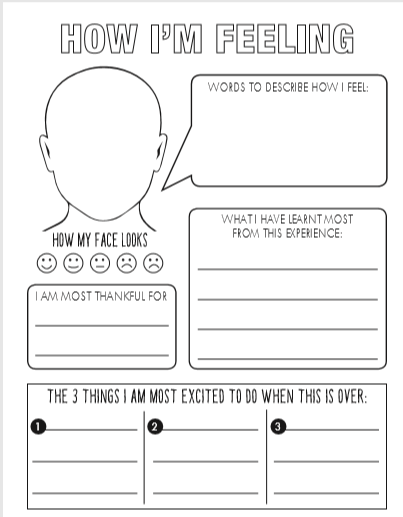 HOW I'M FEELING
WORDS TO DESCRIBE HOW I FEEL:
HOW MY FACE LOOKS
WHAT I HAVE LEARNT MOST
FROM THIS EXPERIENCE:
I AM MOST THANKFUL FOR
THE 3 THINGS I AM MOST EXCITED TO DO WHEN THIS IS OVER:
1
2
3